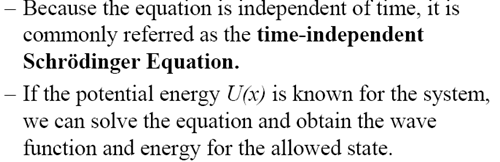 – Because the equation is independent of time, it is
commonly referred as the time-independent
Schrödinger Equation.
– If the potential energy U(x) is known for the system,
we can solve the equation and obtain the wave
function and energy for the allowed state.